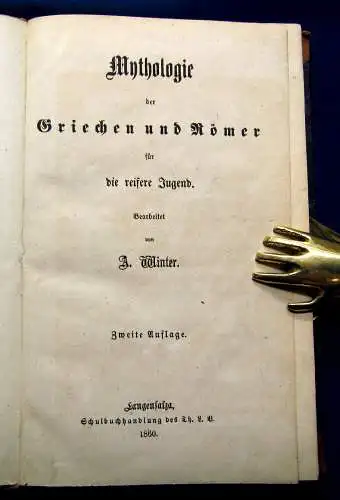 Mythologie
der
Griechen und Römer
für
die reifere Jugend.
Bearbeitet
von
A. Winter.
Zweite Auflage.
Langensalza,
Schulbuchhandlung des Th. L. V.
1860.